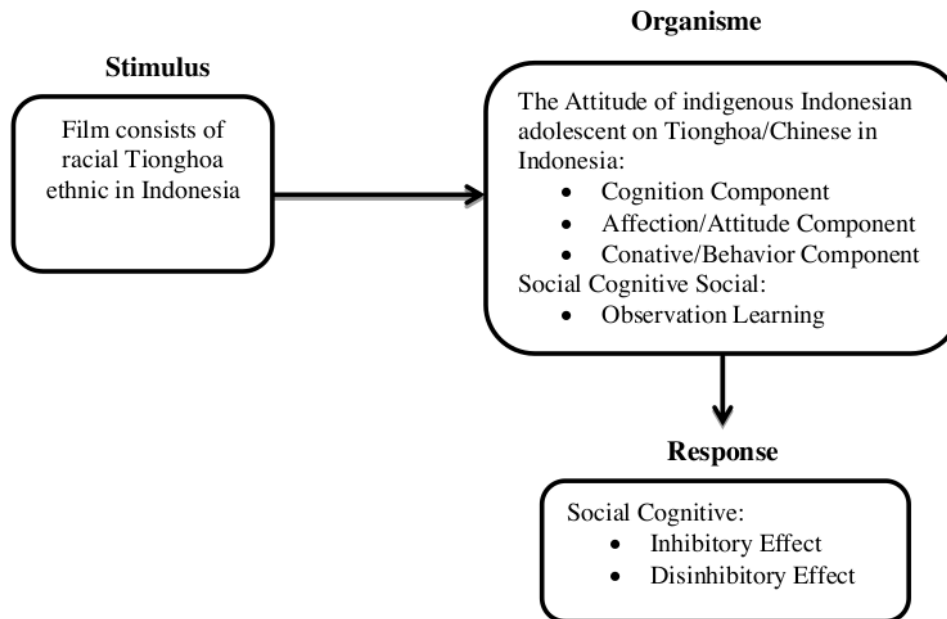 Stimulus
Film consists of
racial Tionghoa
ethnic in Indonesia
Organisme
The Attitude of indigenous Indonesian
adolescent on Tionghoa/Chinese in
Indonesia:
• Cognition Component
• Affection/Attitude Component
• Conative/Behavior Component
Social Cognitive Social:
• Observation Learning
Response
Social Cognitive:
• Inhibitory Effect
• Disinhibitory Effect